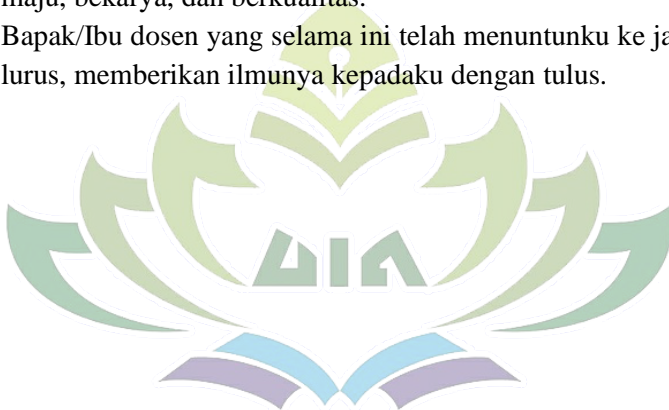 maju, bekarya, dan berkualitas.
Bapak/Ibu dosen yang selama ini telah menuntunku ke ja
lurus, memberikan ilmunya kepadaku dengan tulus.
UIN